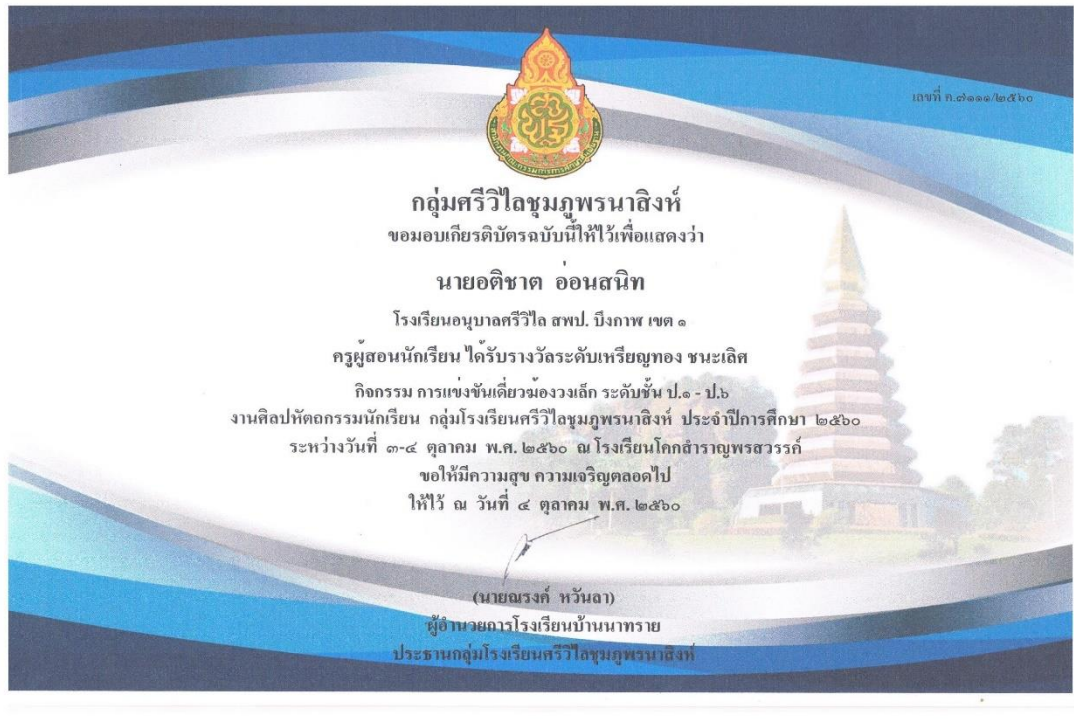 เลขที่ ค.๗๑๑๑/๒๕๖๐
กลุ่มศรีวิไลชุมภูพรนาสิงห์
ขอมอบเกียรติบัตรฉบับนี้ให้ไว้เพื่อแสดงว่า
นายอติชาต อ่อนสนิท
โรงเรียนอนุบาลศรีวิไล สพป. บึงกาฬ เขต ๑
ครูผู้สอนนักเรียน ได้รับรางวัลระดับเหรียญทอง ชนะเลิศ
กิจกรรม การแข่งขันเดี่ยวฆ้องวงเล็ก ระดับชั้น ป.๑ - ป.๖
งานศิลปหัตถกรรมนักเรียน กลุ่มโรงเรียนศรีวิไลชุมภูพรนาสิงห์ ประจำปีการศึกษา ๒๕๖๐
ระหว่างวันที่ ๓-๔ ตุลาคม พ.ศ. ๒๕๖๐ ณ โรงเรียนโคกสำราญพรสวรรค์
ขอให้มีความสุข ความเจริญตลอดไป
ให้ไว้ ณ วันที่ ๔ ตุลาคม พ.ศ. ๒๕๖๐
(นายณรงค์ หวันลา)
ผู้อำนวยการโรงเรียนบ้านนาทราย
ประธานกลุ่มโรงเรียนศรีวิไลชุมภูพรนาสิงห์